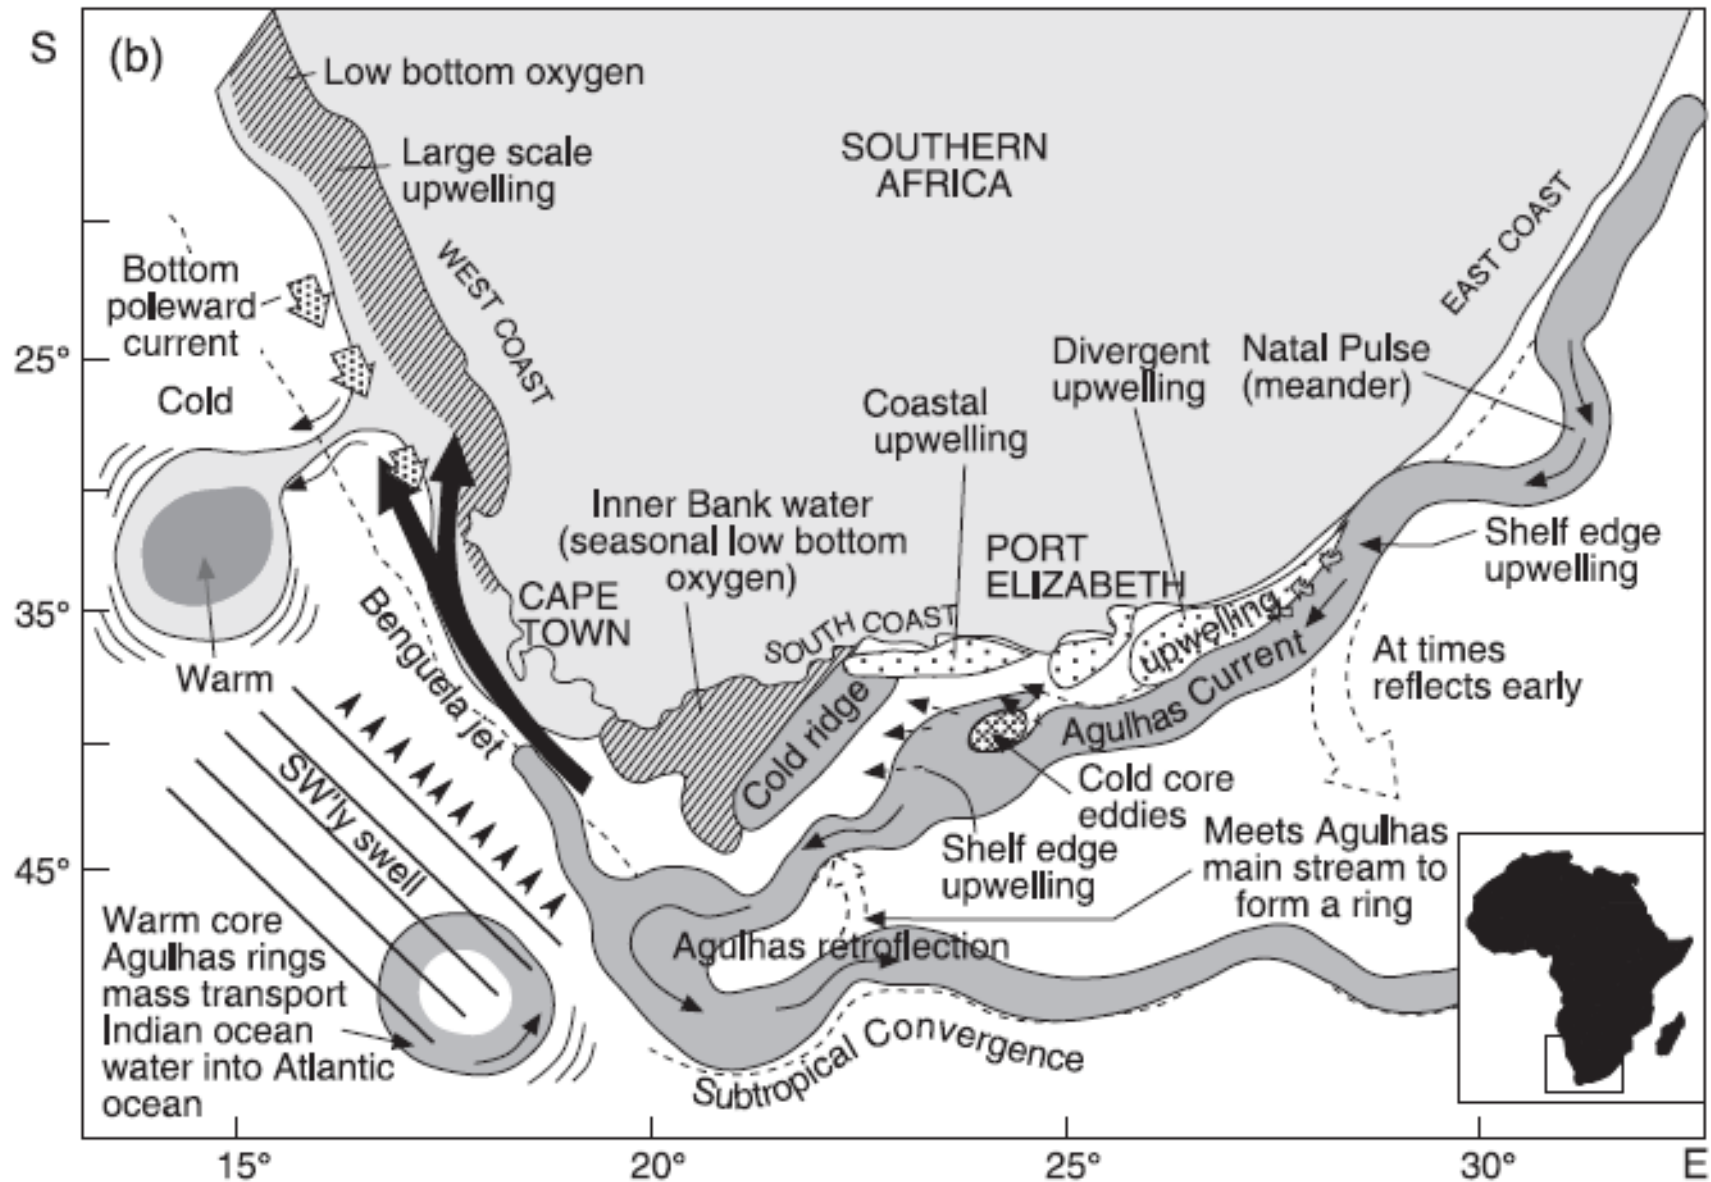 S
(b)
Low bottom oxygen
Large scale
upwelling
SOUTHERN
AFRICA
WEST COAST
EAST COAST
Bottom
poleward
current
25°
Cold
Divergent
upwelling
Natal Pulse
(meander)
Coastal
upwelling
Inner Bank water
(seasonal low bottom
oxygen)
PORT
ELIZABETH
Shelf edge
upwelling
35°
CAPE
TOWN
SOUTH COAST
upwelling
Benguela jet
Warm
Agulhas Current
At times
reflects early
Cold ridge
Cold core
eddies
SW'ly swell
Shelf edge
upwelling
Meets Agulhas
main stream to
form a ring
45°
Warm core
Agulhas rings
mass transport
Indian ocean
water into Atlantic
ocean
Agulhas retroflection
Subtropical Convergence
15°
20°
25°
30°
E